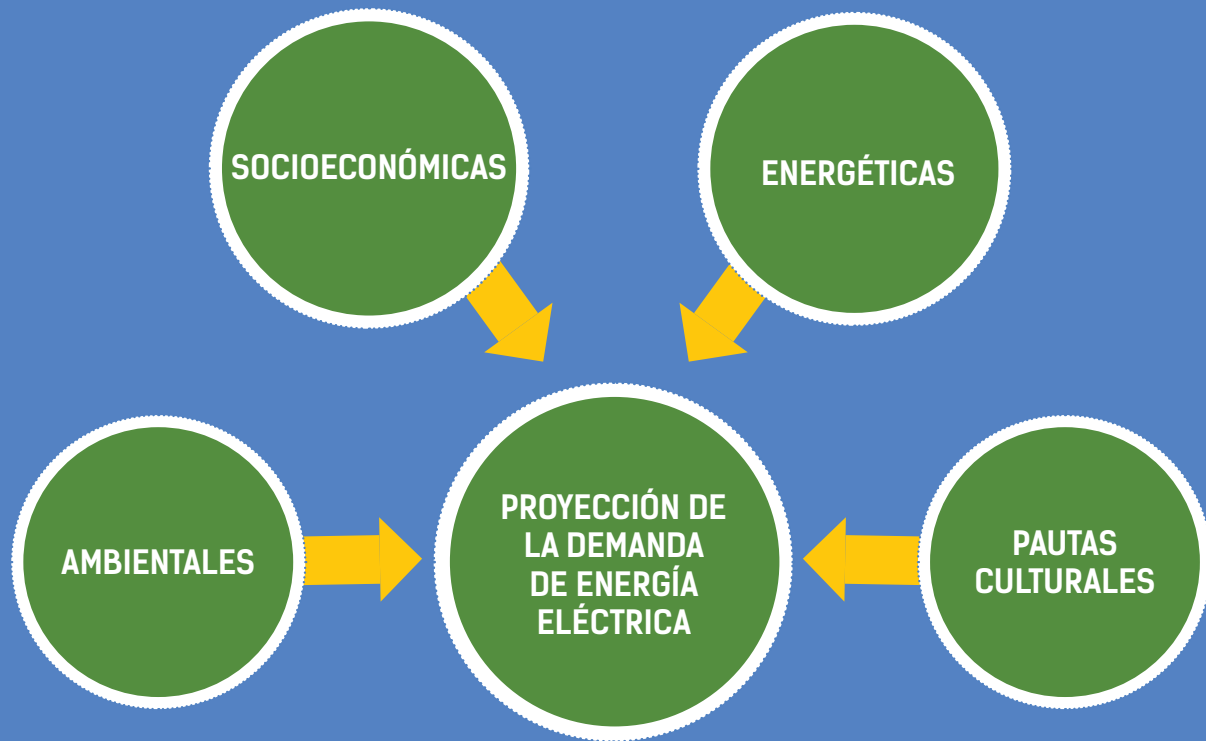 SOCIOECONÓMICAS
ENERGÉTICAS
AMBIENTALES
PROYECCIÓN DE
LA DEMANDA
DE ENERGÍA
ELÉCTRICA
PAUTAS
CULTURALES